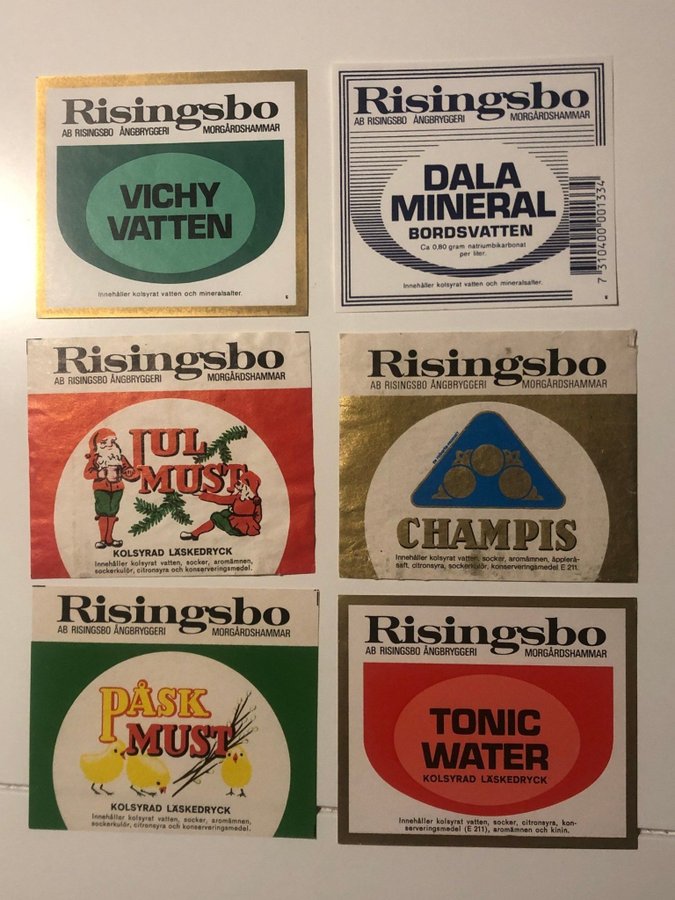 Risingsbo
AB RISINGSBO ÅNGBRYGGERI MORGÅRDSHAMMAR
VICHY
VATTEN
Innehåller kolsyrat vatten och mineralsalter.
Risingsbo
AB RISINGSBO ÅNGBRYGGERI MORGÅRDSHAMMAR
DALA
MINERAL
BORDSVATTEN
Ca 0,80 gram natriumbikarbonat
per liter.
Innehåller kolsyrat vatten och mineralsalter.
7 310400 001334
Risingsbo
AB RISINGSBO ÅNGBRYGGERI MORGÅRDSHAMMAR
JUL
MUST
KOLSYRAD LÄSKEDRYCK
Innehåller kolsyrat vatten, socker, aromämnen,
sockerkulör, citronsyra och konserveringsmedel.
Risingsbo
AB RISINGSBO ÅNGBRYGGERI MORGÅRDSHAMMAR
CHAMPIS
Innehåller kolsyrat vatten, socker, aromämnen, äpplera-
saft, citronsyra, sockerkulör, konserveringsmedel E 211.
Risingsbo
AB RISINGSBO ÅNGBRYGGERI MORGÅRDSHAMMAR
PÅSK
MUST
KOLSYRAD LÄSKEDRYCK
Innehåller kolsyrat vatten, socker, aromämnen,
sockerkulör, citronsyra och konserveringsmedel.
Risingsbo
AB RISINGSBO ÅNGBRYGGERI MORGÅRDSHAMMAR
TONIC
WATER
KOLSYRAD LÄSKEDRYCK
Innehåller kolsyrat vatten, socker, citronsyra, kon-
serveringsmedel (E 211), aromämnen och kinin.